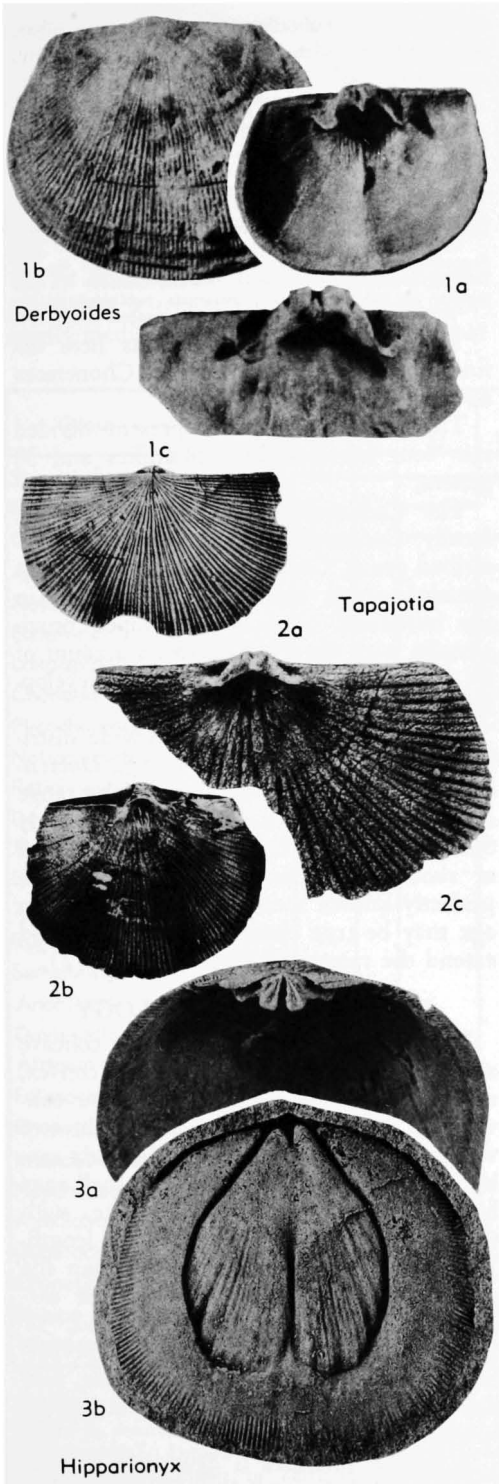 1b
1a
Derbyoides
1c
Tapajotia
2a
2c
2b
3a
3b
Hipparionyx